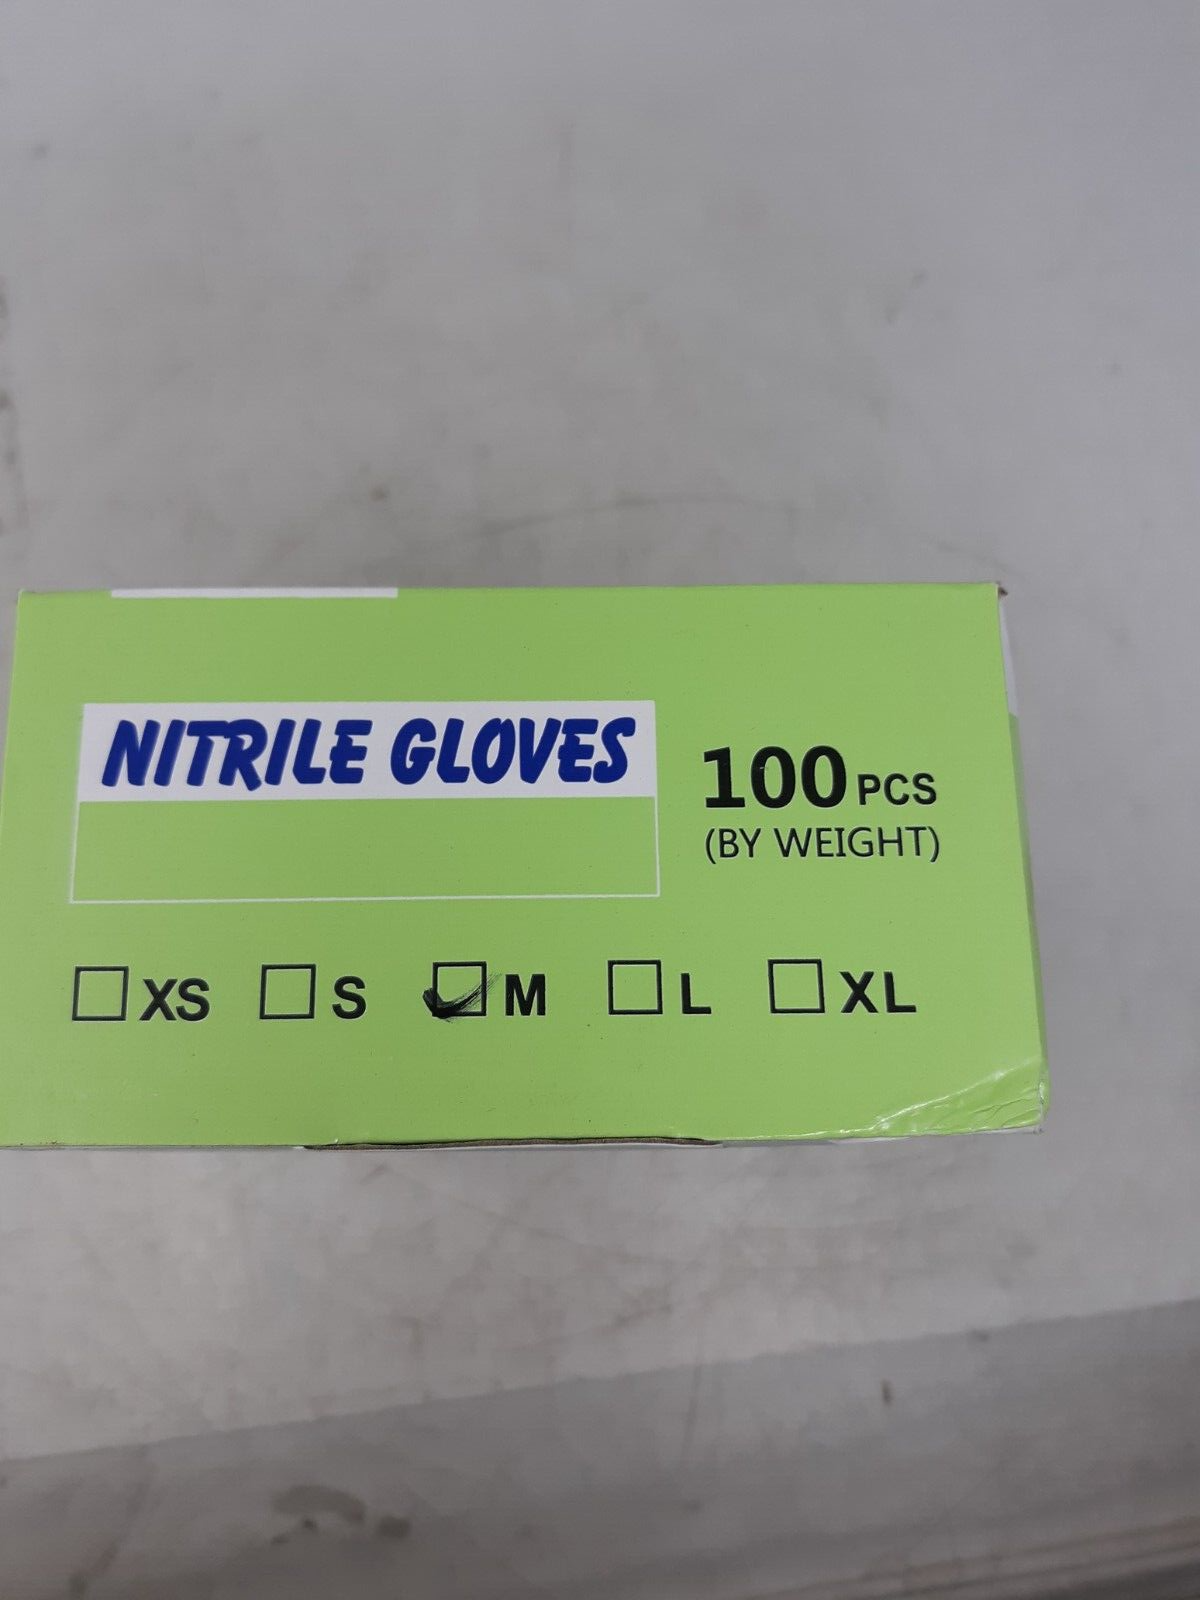 NITRILE GLOVES
100 PCS
(BY WEIGHT)
XS S M L XL